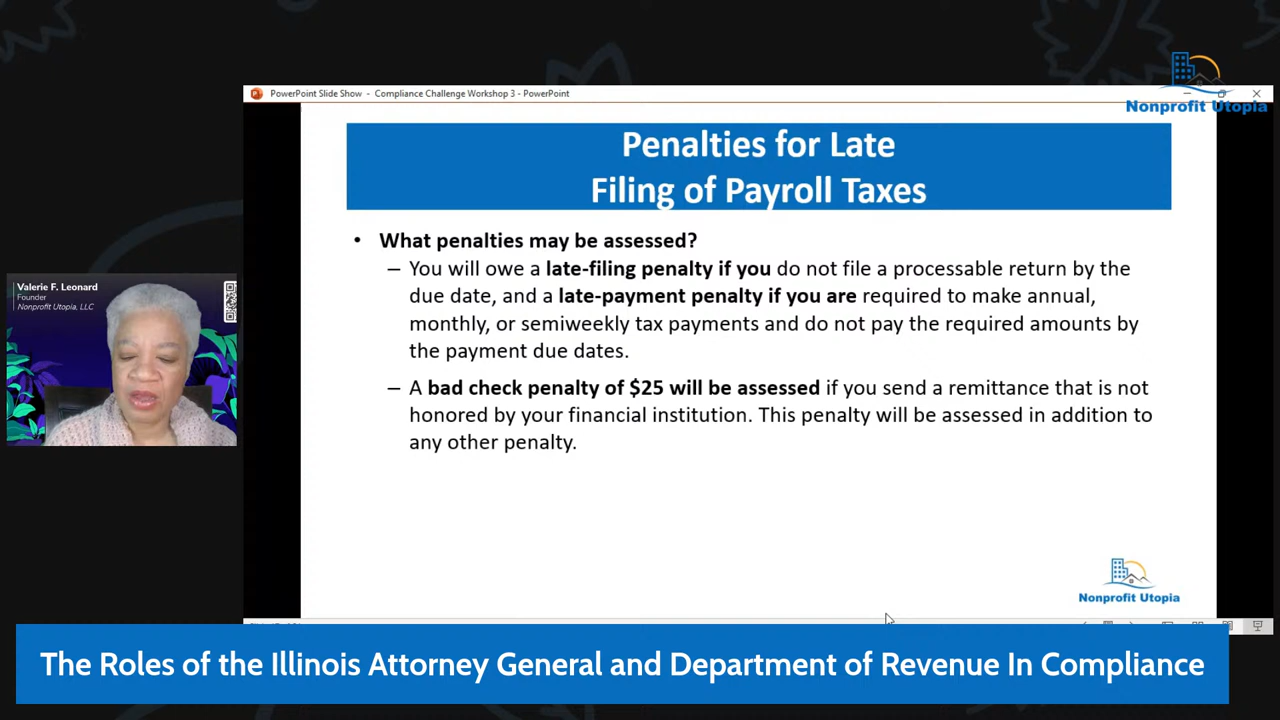 Nonprofit Utopia
PowerPoint Slide Show - Compliance Challenge Workshop 3 - PowerPoint
Penalties for Late
Filing of Payroll Taxes
• What penalties may be assessed?
– You will owe a late-filing penalty if you do not file a processable return by the
due date, and a late-payment penalty if you are required to make annual,
monthly, or semiweekly tax payments and do not pay the required amounts by
the payment due dates.
– A bad check penalty of $25 will be assessed if you send a remittance that is not
honored by your financial institution. This penalty will be assessed in addition to
any other penalty.
Valerie F. Leonard
Founder
Nonprofit Utopia, LLC
Nonprofit Utopia
The Roles of the Illinois Attorney General and Department of Revenue In Compliance